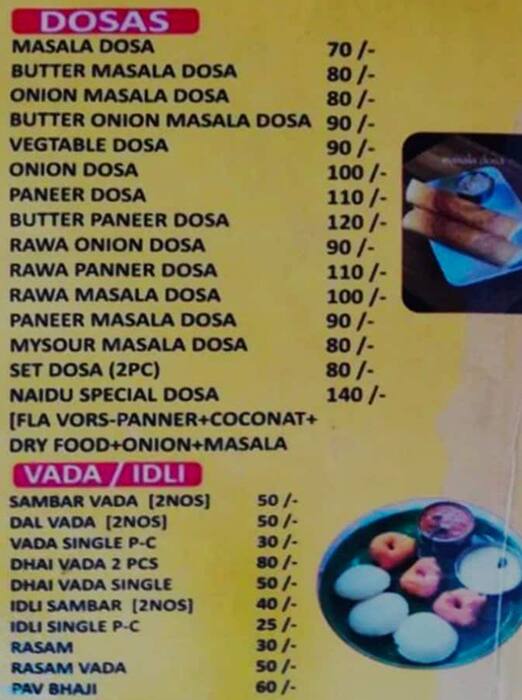 DOSAS
MASALA DOSA 70 /-
BUTTER MASALA DOSA 80 /-
ONION MASALA DOSA 80 /-
BUTTER ONION MASALA DOSA 90 /-
VEGTABLE DOSA 90 /-
ONION DOSA 100 /-
PANEER DOSA 110 /-
BUTTER PANEER DOSA 120 /-
RAWA ONION DOSA 90 /-
RAWA PANNER DOSA 110 /-
RAWA MASALA DOSA 100 /-
PANEER MASALA DOSA 90 /-
MYSOUR MASALA DOSA 80 /-
SET DOSA (2PC) 80 /-
NAIDU SPECIAL DOSA 140 /-
[FLA VORS-PANNER+COCONAT+
DRY FOOD+ONION+MASALA
masala dosa
VADA / IDLI
SAMBAR VADA [2NOS] 50 /-
DAL VADA [2NOS] 50 /-
VADA SINGLE P-C 30 /-
DHAI VADA 2 PCS 80 /-
DHAI VADA SINGLE 50 /-
IDLI SAMBAR [2NOS] 40 /-
IDLI SINGLE P-C 25 /-
RASAM 30 /-
RASAM VADA 50 /-
PAV BHAJI 60 /-